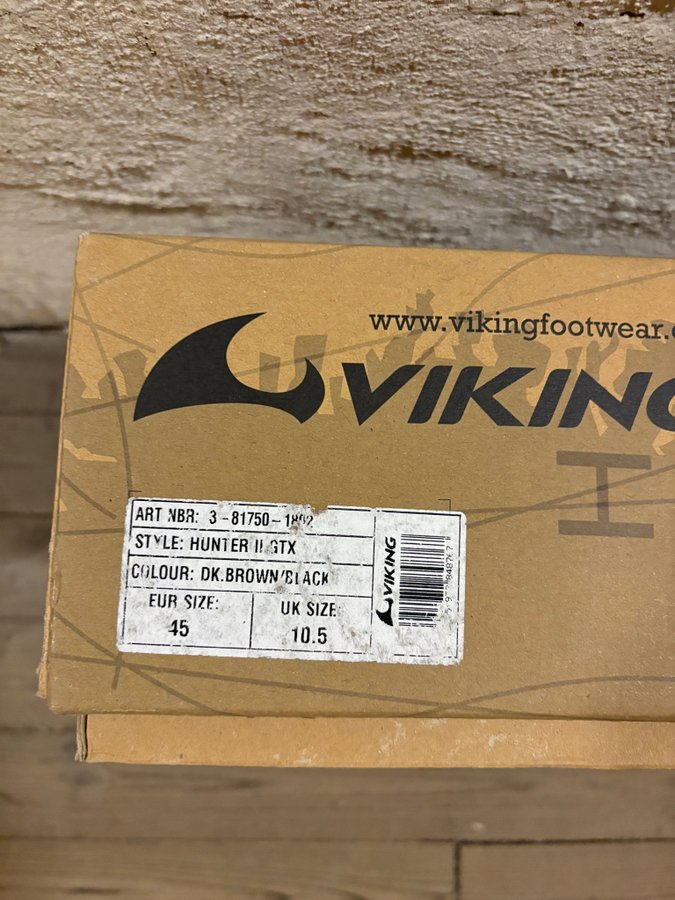 www.vikingfootwear.
VIKING
H
ART NBR: 3-81750-1802
STYLE: HUNTER II GTX
COLOUR: DK.BROWN/BLACK
EUR SIZE:
45
UK SIZE:
10.5
VIKING